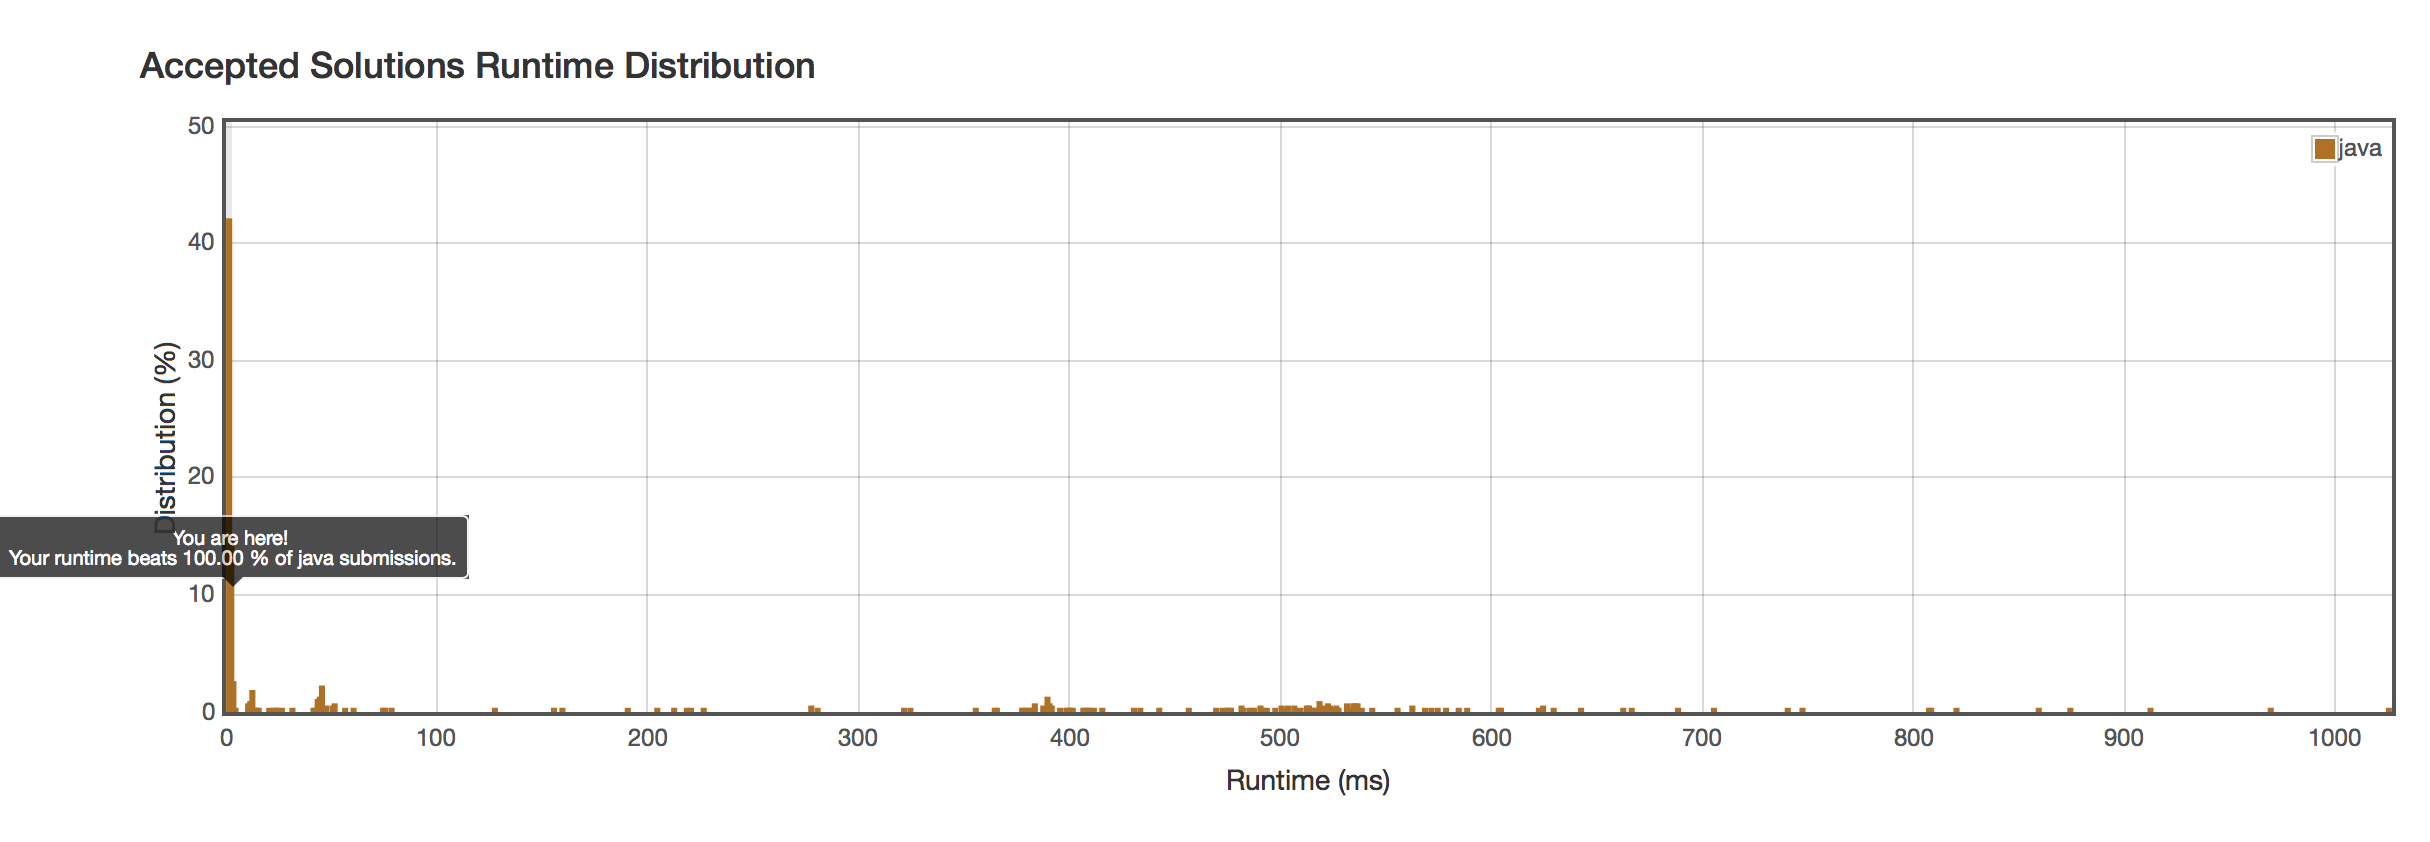 Accepted Solutions Runtime Distribution
java
Distribution (%)
50
40
30
20
10
0
You are here!
Your runtime beats 100.00 % of java submissions.
0 100 200 300 400 500 600 700 800 900 1000
Runtime (ms)